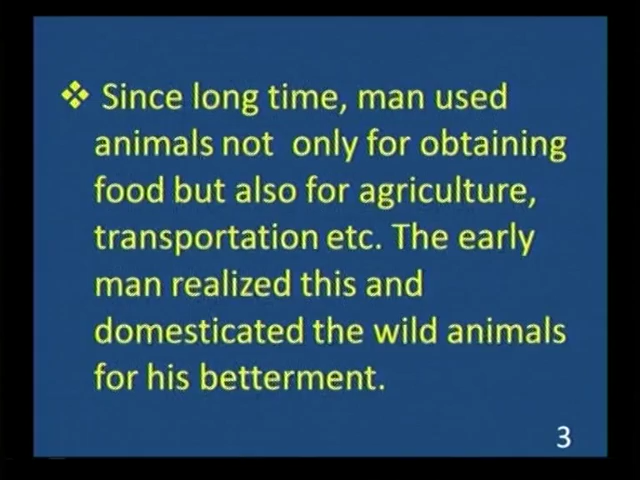 ❖ Since long time, man used
animals not only for obtaining
food but also for agriculture,
transportation etc. The early
man realized this and
domesticated the wild animals
for his betterment.
3